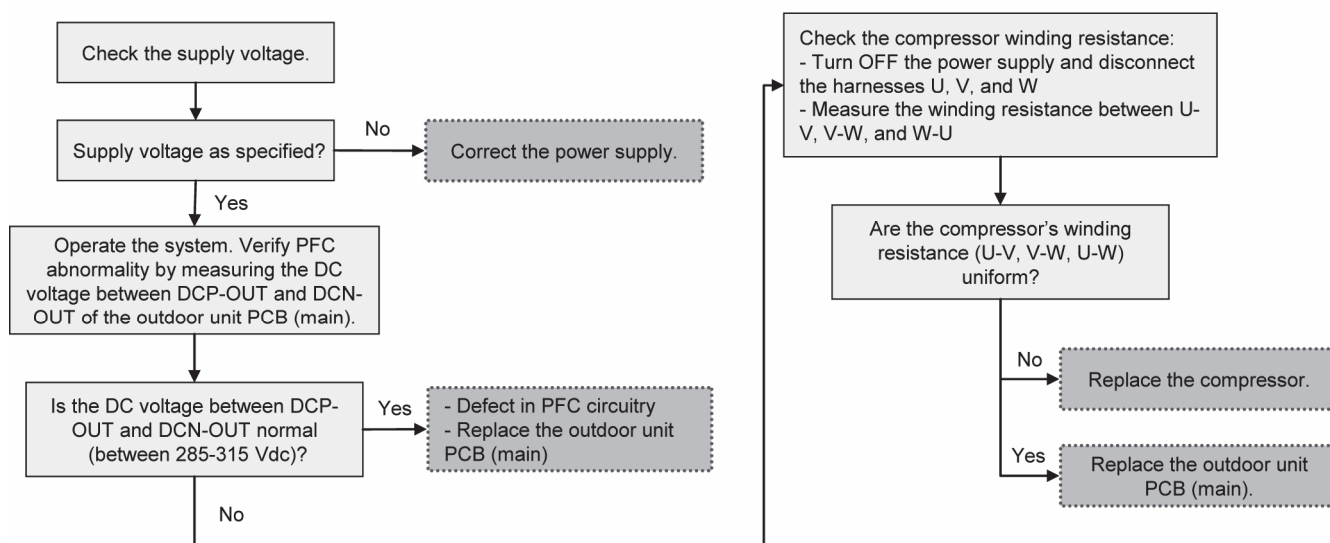 Check the supply voltage.
Supply voltage as specified?
No
Correct the power supply.
Yes
Operate the system. Verify PFC
abnormality by measuring the DC
voltage between DCP-OUT and DCN-
OUT of the outdoor unit PCB (main).
Is the DC voltage between DCP-
OUT and DCN-OUT normal
(between 285-315 Vdc)?
Yes
- Defect in PFC circuitry
- Replace the outdoor unit
PCB (main)
No
Check the compressor winding resistance:
- Turn OFF the power supply and disconnect
the harnesses U, V, and W
- Measure the winding resistance between U-
V, V-W, and W-U
Are the compressor's winding
resistance (U-V, V-W, U-W)
uniform?
No
Replace the compressor.
Yes
Replace the outdoor unit
PCB (main).